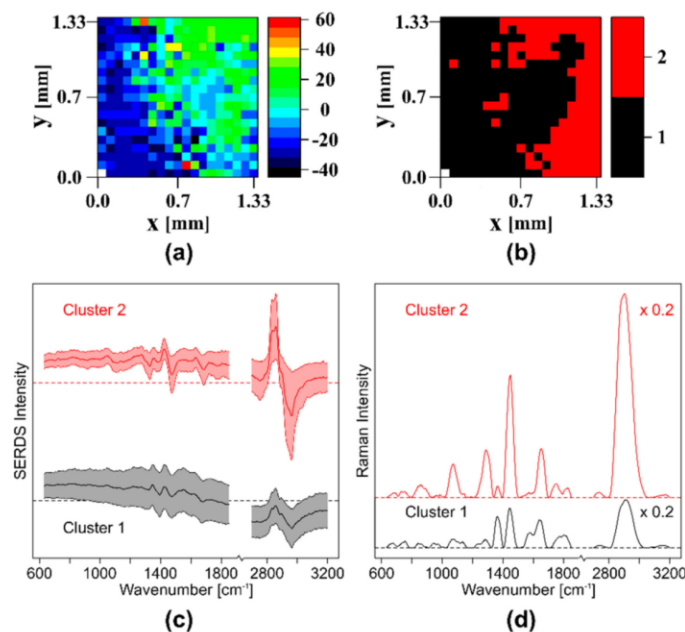 1.33
0.7
0.0
y [mm]
0.0 0.7 1.33
x [mm]
60
40
20
0
-20
-40
(a)
1.33
0.7
0.0
y [mm]
0.0 0.7 1.33
x [mm]
2
1
(b)
Cluster 2
Cluster 1
SERDS Intensity
600 1000 1400 1800 2800 3200
Wavenumber [cm⁻¹]
(c)
Cluster 2 x 0.2
Cluster 1 x 0.2
Raman Intensity
600 1000 1400 1800 2800 3200
Wavenumber [cm⁻¹]
(d)